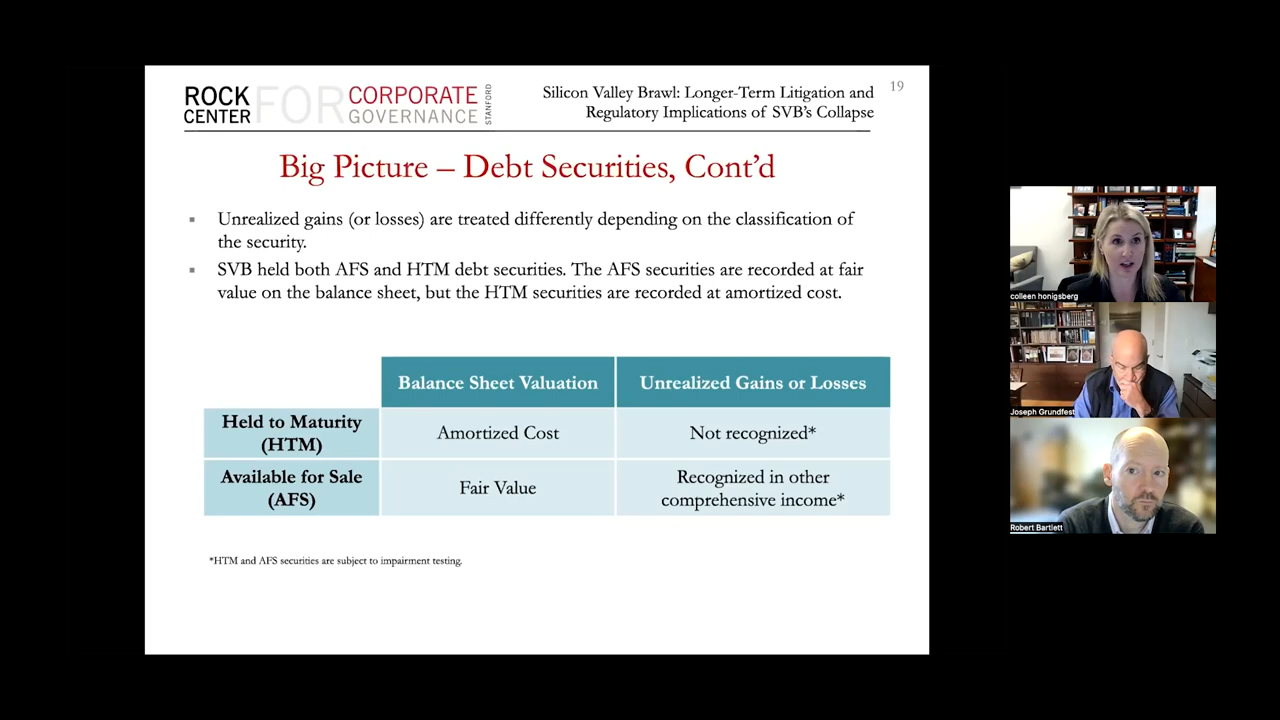 ROCK CENTER FOR CORPORATE GOVERNANCE STANFORD
Silicon Valley Brawl: Longer-Term Litigation and
Regulatory Implications of SVB's Collapse
19
Big Picture – Debt Securities, Cont'd
Unrealized gains (or losses) are treated differently depending on the classification of
the security.
SVB held both AFS and HTM debt securities. The AFS securities are recorded at fair
value on the balance sheet, but the HTM securities are recorded at amortized cost.
Balance Sheet Valuation
Unrealized Gains or Losses
Held to Maturity
(HTM)
Amortized Cost
Not recognized*
Available for Sale
(AFS)
Fair Value
Recognized in other
comprehensive income*
*HTM and AFS securities are subject to impairment testing.
colleen honigsberg
Joseph Grundfest
Robert Bartlett